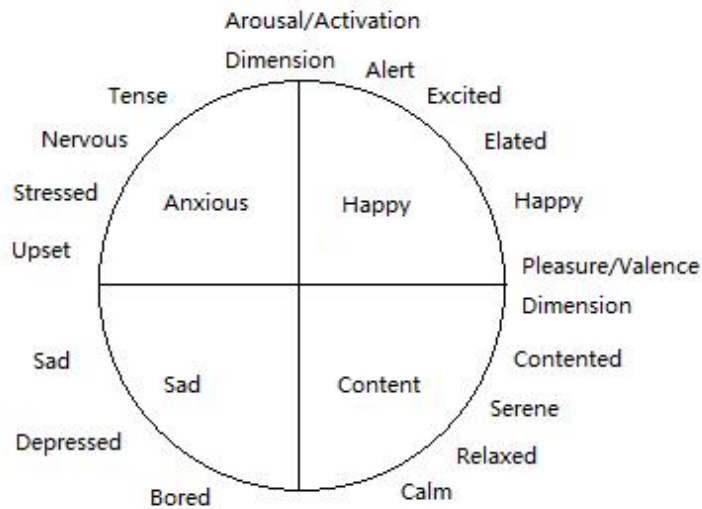 Arousal/Activation
Dimension
Alert
Tense
Excited
Nervous
Elated
Stressed
Anxious
Happy
Happy
Upset
Pleasure/Valence
Dimension
Sad
Sad
Content
Contented
Serene
Depressed
Relaxed
Bored
Calm